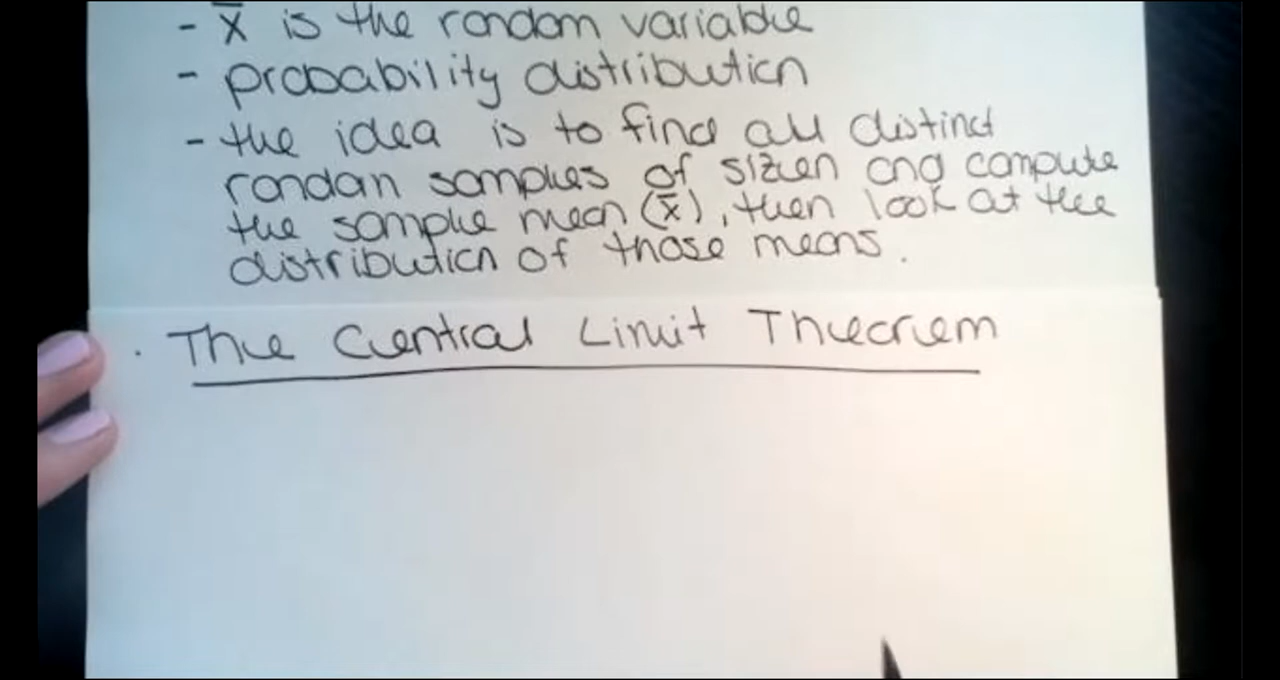 - x̄ is the random variable
- probability distribution
- the idea is to find all distinct
random samples of size n and compute
the sample mean (x̄), then look at the
distribution of those means.
· The Central Limit Theorem